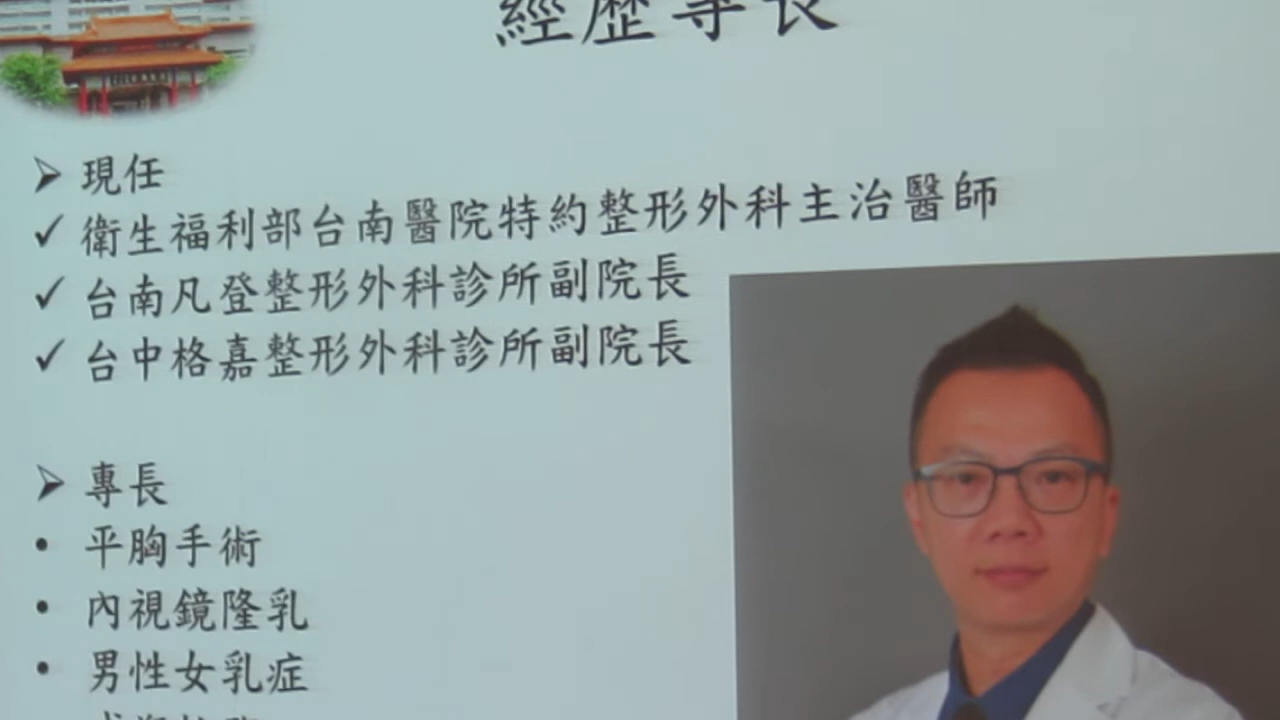 經歷專長
現任
衛生福利部台南醫院特約整形外科主治醫師
台南凡登整形外科診所副院長
台中格嘉整形外科診所副院長
專長
平胸手術
內視鏡隆乳
男性女乳症